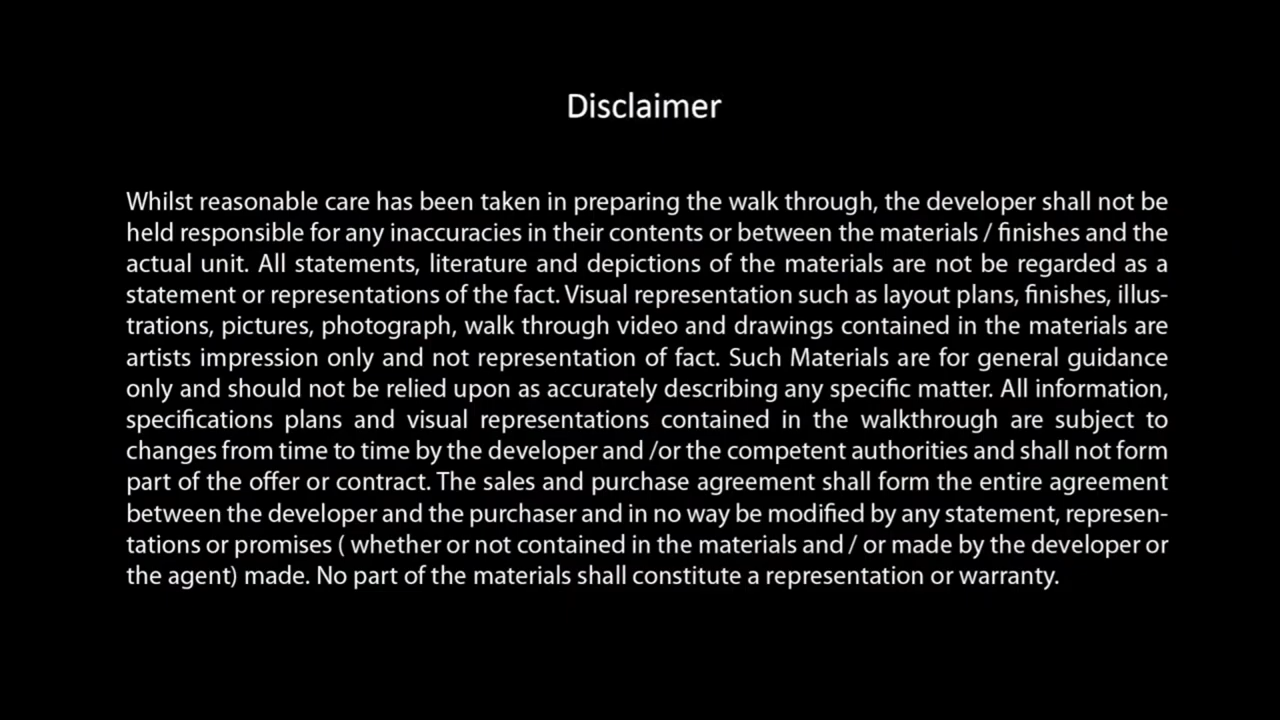 Disclaimer
Whilst reasonable care has been taken in preparing the walk through, the developer shall not be
held responsible for any inaccuracies in their contents or between the materials / finishes and the
actual unit. All statements, literature and depictions of the materials are not be regarded as a
statement or representations of the fact. Visual representation such as layout plans, finishes, illus-
trations, pictures, photograph, walk through video and drawings contained in the materials are
artists impression only and not representation of fact. Such Materials are for general guidance
only and should not be relied upon as accurately describing any specific matter. All information,
specifications plans and visual representations contained in the walkthrough are subject to
changes from time to time by the developer and /or the competent authorities and shall not form
part of the offer or contract. The sales and purchase agreement shall form the entire agreement
between the developer and the purchaser and in no way be modified by any statement, represen-
tations or promises ( whether or not contained in the materials and / or made by the developer or
the agent) made. No part of the materials shall constitute a representation or warranty.